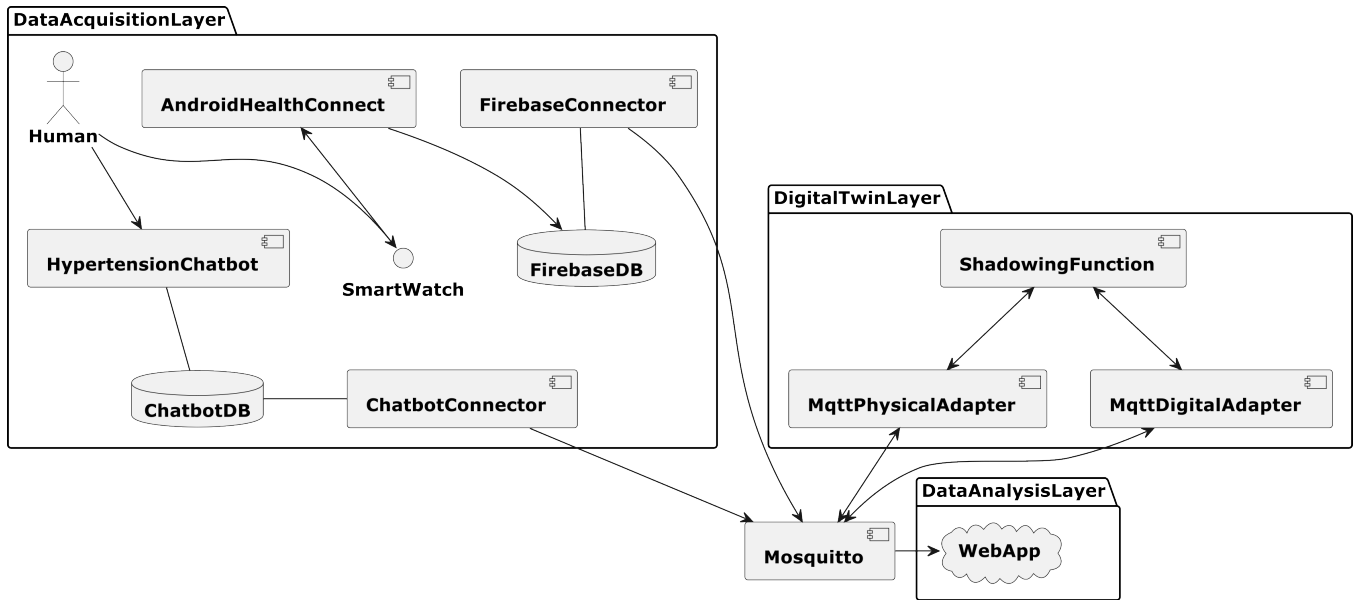 DataAcquisitionLayer
Human
AndroidHealthConnect
FirebaseConnector
DigitalTwinLayer
HypertensionChatbot
SmartWatch
FirebaseDB
ShadowingFunction
ChatbotDB
ChatbotConnector
MqttPhysicalAdapter
MqttDigitalAdapter
DataAnalysisLayer
Mosquitto
WebApp